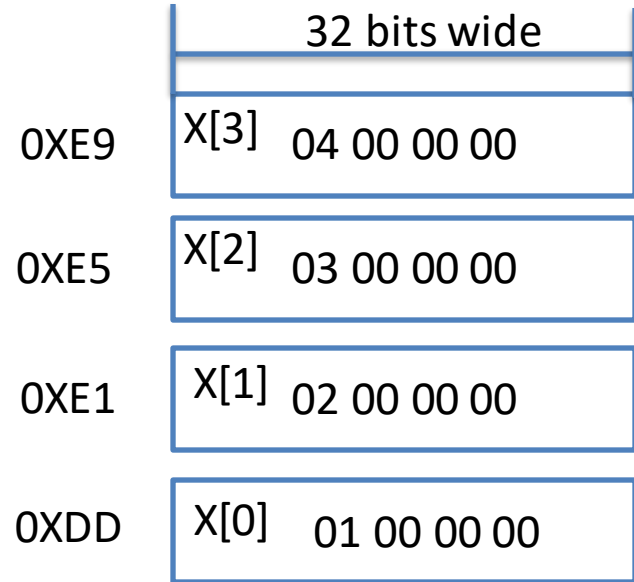 32 bits wide
0XE9 X[3] 04 00 00 00
0XE5 X[2] 03 00 00 00
0XE1 X[1] 02 00 00 00
0XDD X[0] 01 00 00 00